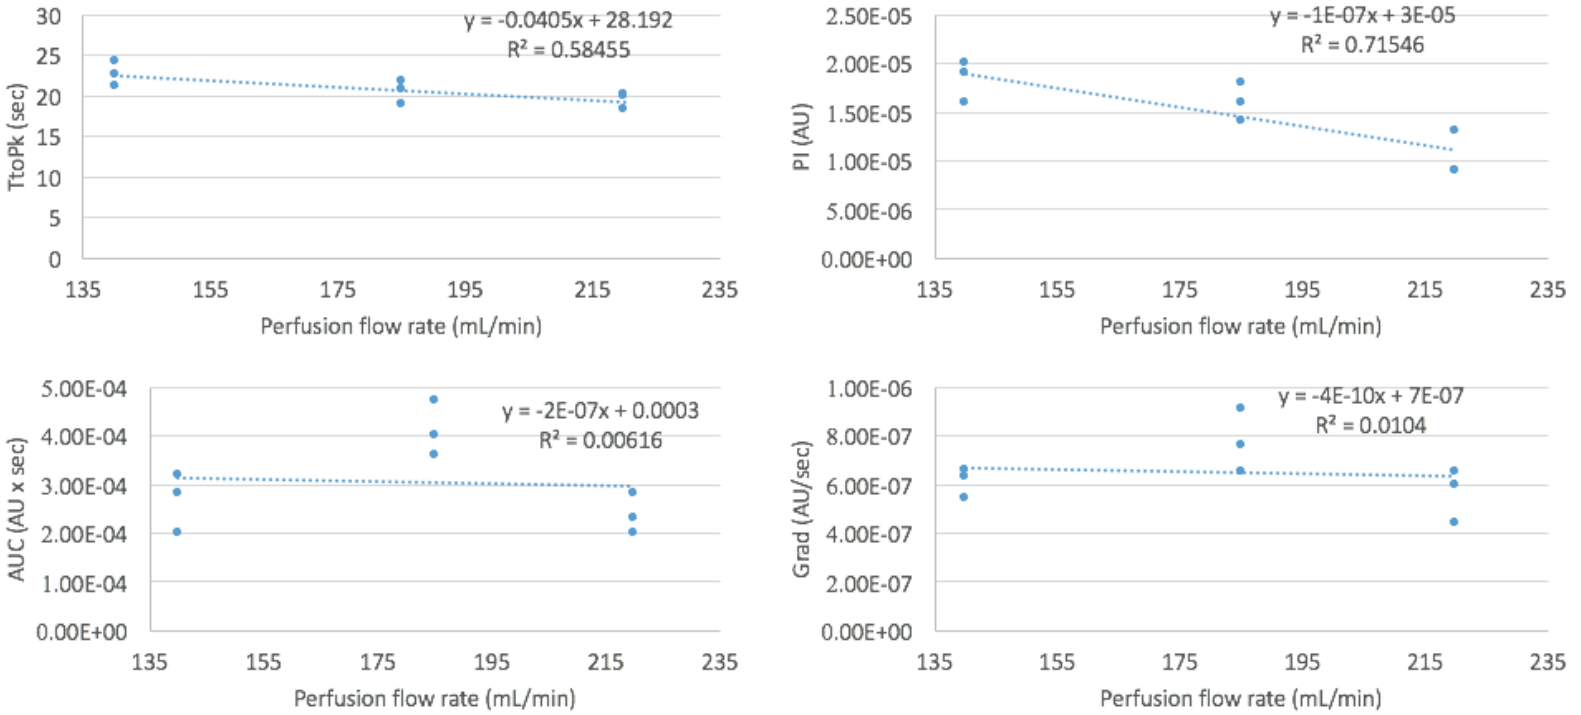 y = -0.0405x + 28.192
R² = 0.58455
30
25
20
15
10
5
0
TtoPk (sec)
135 155 175 195 215 235
Perfusion flow rate (mL/min)
y = -1E-07x + 3E-05
R² = 0.71546
2.50E-05
2.00E-05
1.50E-05
1.00E-05
5.00E-06
0.00E+00
PI (AU)
135 155 175 195 215 235
Perfusion flow rate (mL/min)
y = -2E-07x + 0.0003
R² = 0.00616
5.00E-04
4.00E-04
3.00E-04
2.00E-04
1.00E-04
0.00E+00
AUC (AU x sec)
135 155 175 195 215 235
Perfusion flow rate (mL/min)
y = -4E-10x + 7E-07
R² = 0.0104
1.00E-06
8.00E-07
6.00E-07
4.00E-07
2.00E-07
0.00E+00
Grad (AU/sec)
135 155 175 195 215 235
Perfusion flow rate (mL/min)